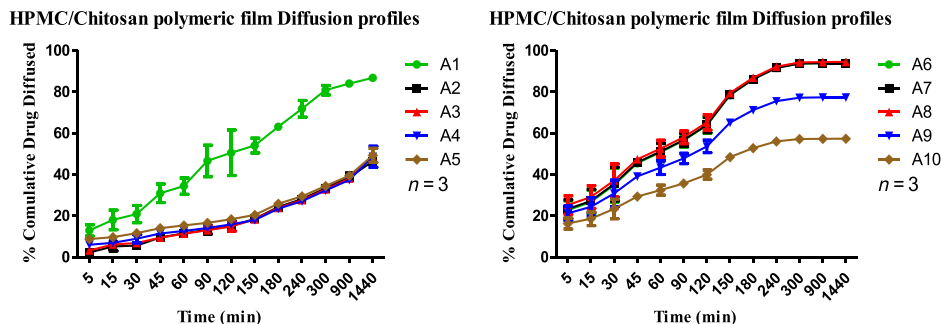 HPMC/Chitosan polymeric film Diffusion profiles
% Comulative Drug Diffused
100
80
60
40
20
0
5 15 30 45 60 90 120 150 180 240 300 900 1440
Time (min)
A1
A2
A3
A4
A5
n = 3
HPMC/Chitosan polymeric film Diffusion profiles
% Comulative Drug Diffused
100
80
60
40
20
0
5 15 30 45 60 90 120 150 180 240 300 900 1440
Time (min)
A6
A7
A8
A9
A10
n = 3